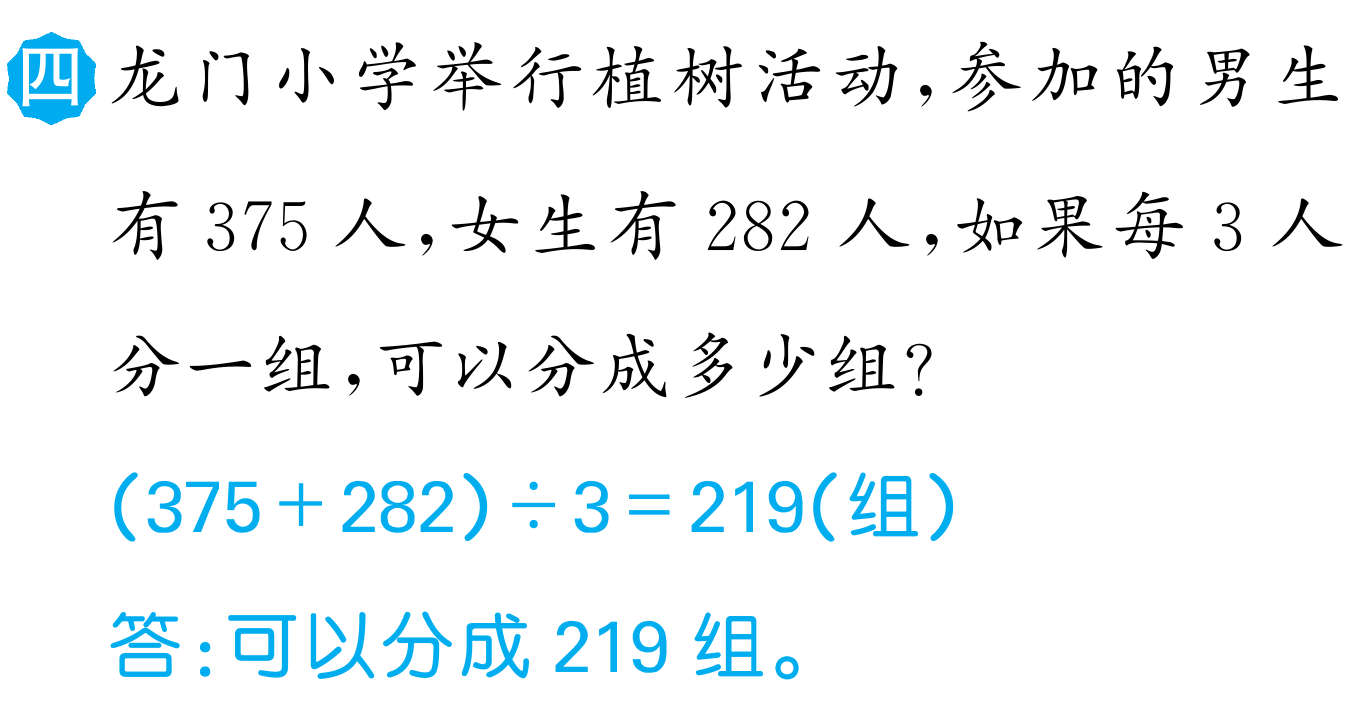 四 龙门小学举行植树活动,参加的男生
有 375 人,女生有 282 人,如果每 3 人
分一组,可以分成多少组?
(375+282)÷3=219(组)
答:可以分成 219 组。